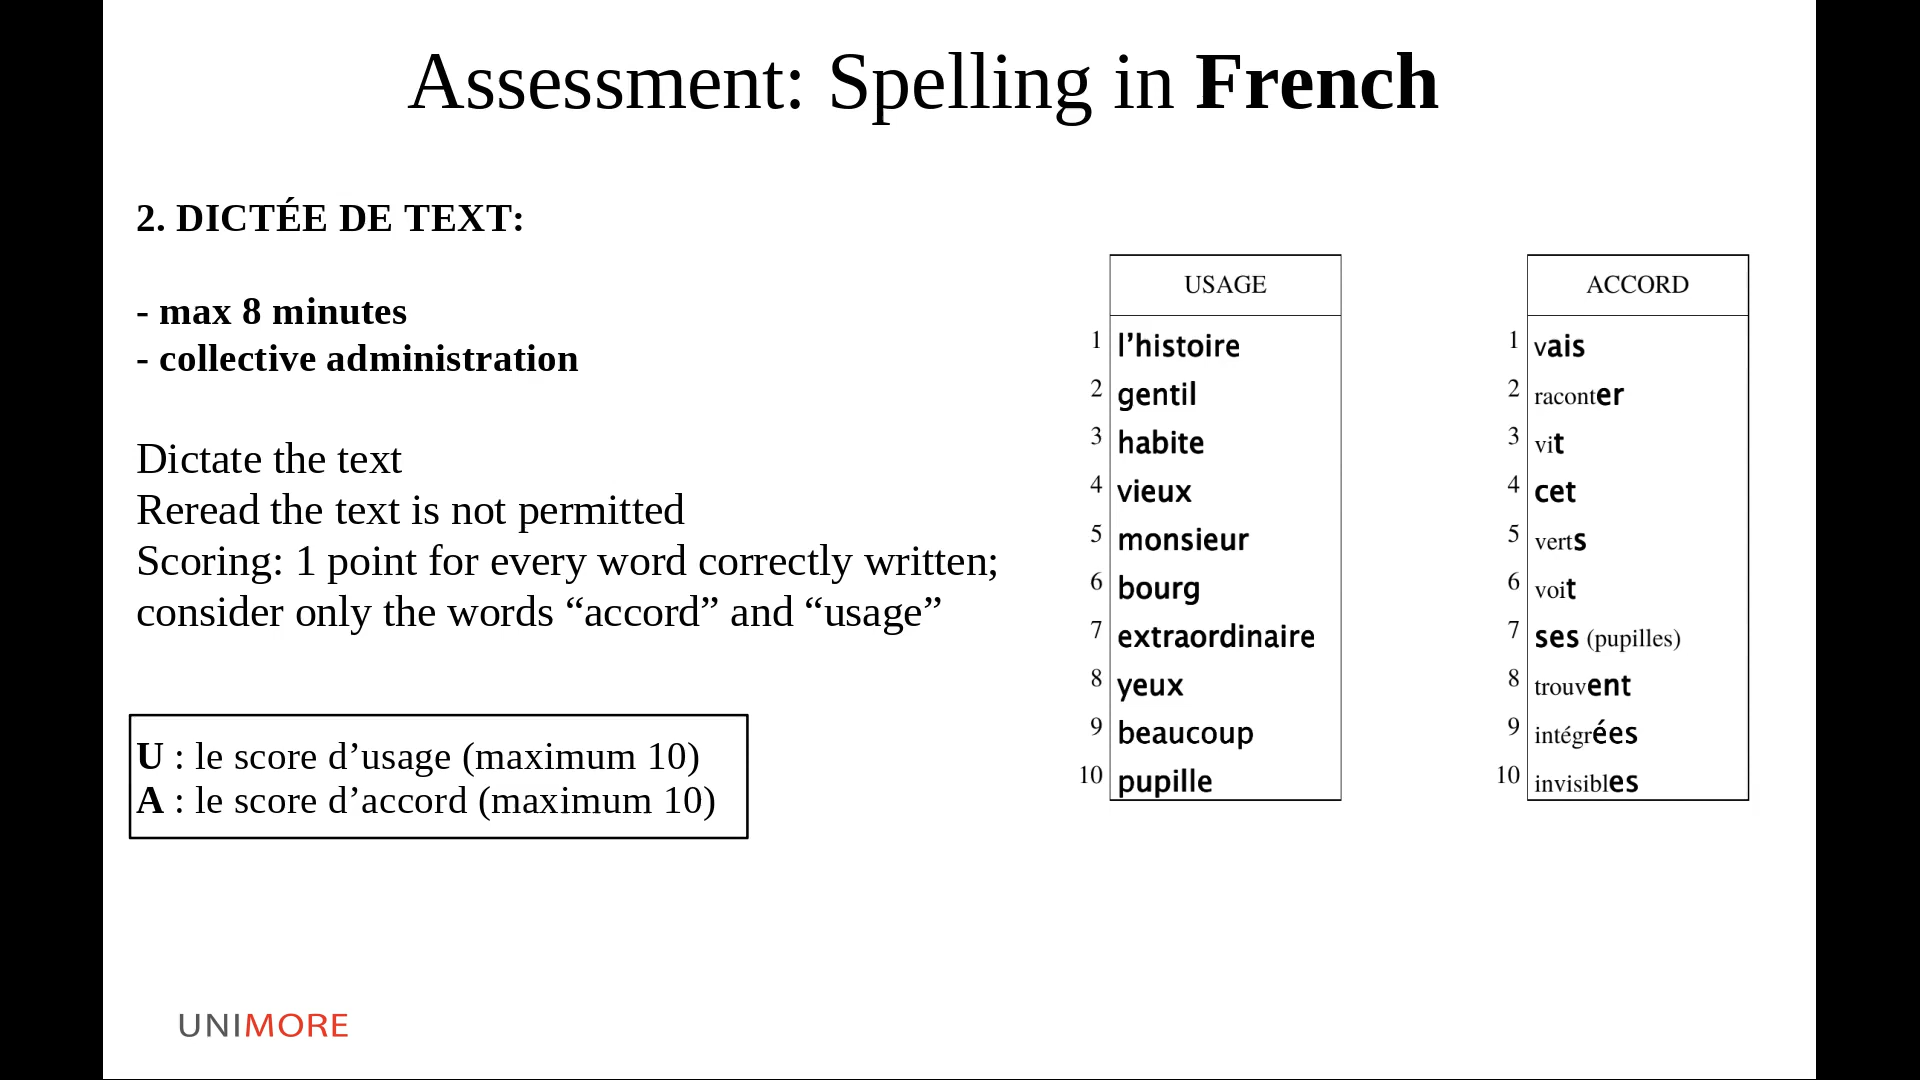 Assessment: Spelling in French
2. DICTÉE DE TEXT:
- max 8 minutes
- collective administration
Dictate the text
Reread the text is not permitted
Scoring: 1 point for every word correctly written;
consider only the words “accord” and “usage”
U : le score d’usage (maximum 10)
A : le score d’accord (maximum 10)
USAGE
1 l’histoire
2 gentil
3 habite
4 vieux
5 monsieur
6 bourg
7 extraordinaire
8 yeux
9 beaucoup
10 pupille
ACCORD
1 vais
2 raconter
3 vit
4 cet
5 verts
6 voit
7 ses (pupilles)
8 trouvent
9 intégrées
10 invisibles
UNIMORE